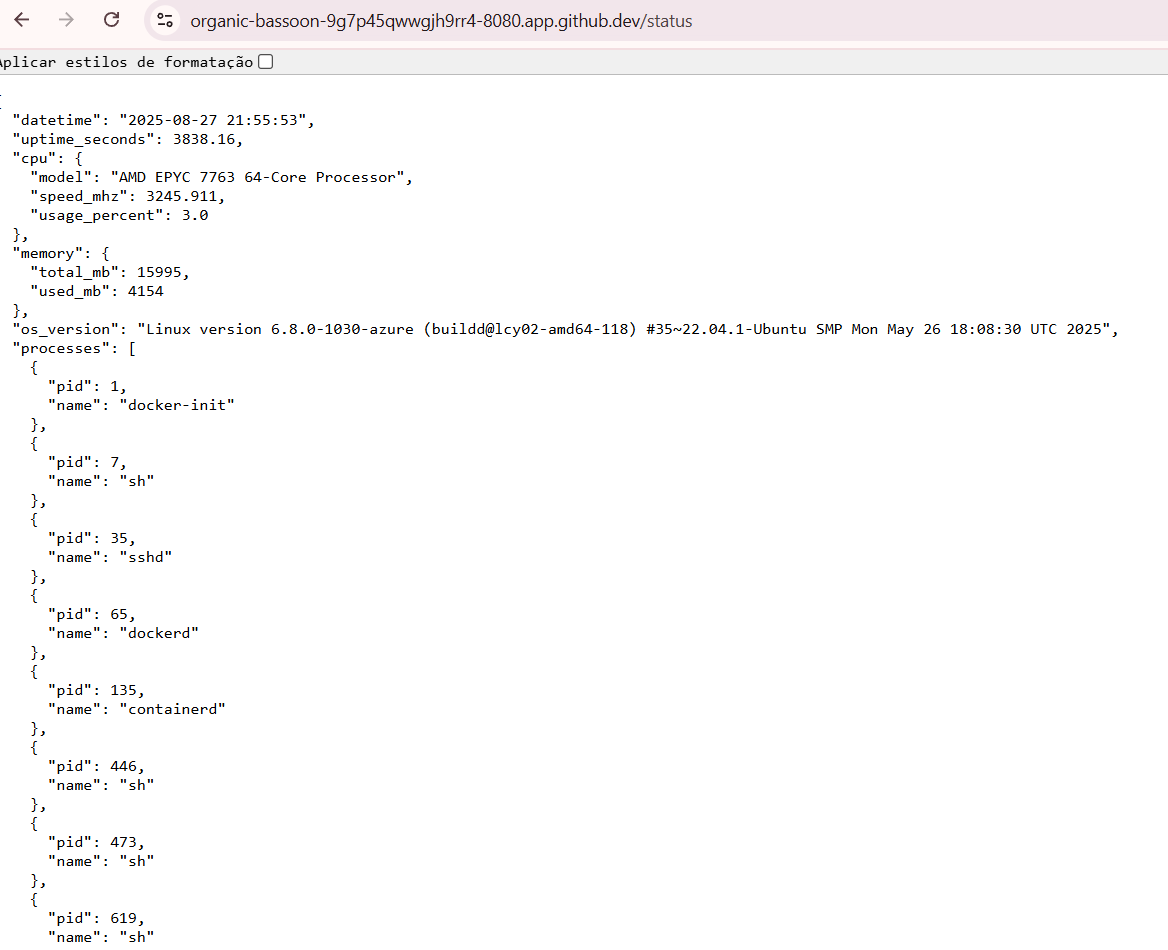 organic-bassoon-9g7p45qwwgjh9rr4-8080.app.github.dev/status
Aplicar estilos de formatação
{
"datetime": "2025-08-27 21:55:53",
"uptime_seconds": 3838.16,
"cpu": {
"model": "AMD EPYC 7763 64-Core Processor",
"speed_mhz": 3245.911,
"usage_percent": 3.0
},
"memory": {
"total_mb": 15995,
"used_mb": 4154
},
"os_version": "Linux version 6.8.0-1030-azure (buildd@lcy02-amd64-118) #35~22.04.1-Ubuntu SMP Mon May 26 18:08:30 UTC 2025",
"processes": [
{
"pid": 1,
"name": "docker-init"
},
{
"pid": 7,
"name": "sh"
},
{
"pid": 35,
"name": "sshd"
},
{
"pid": 65,
"name": "dockerd"
},
{
"pid": 135,
"name": "containerd"
},
{
"pid": 446,
"name": "sh"
},
{
"pid": 473,
"name": "sh"
},
{
"pid": 619,
"name": "sh"